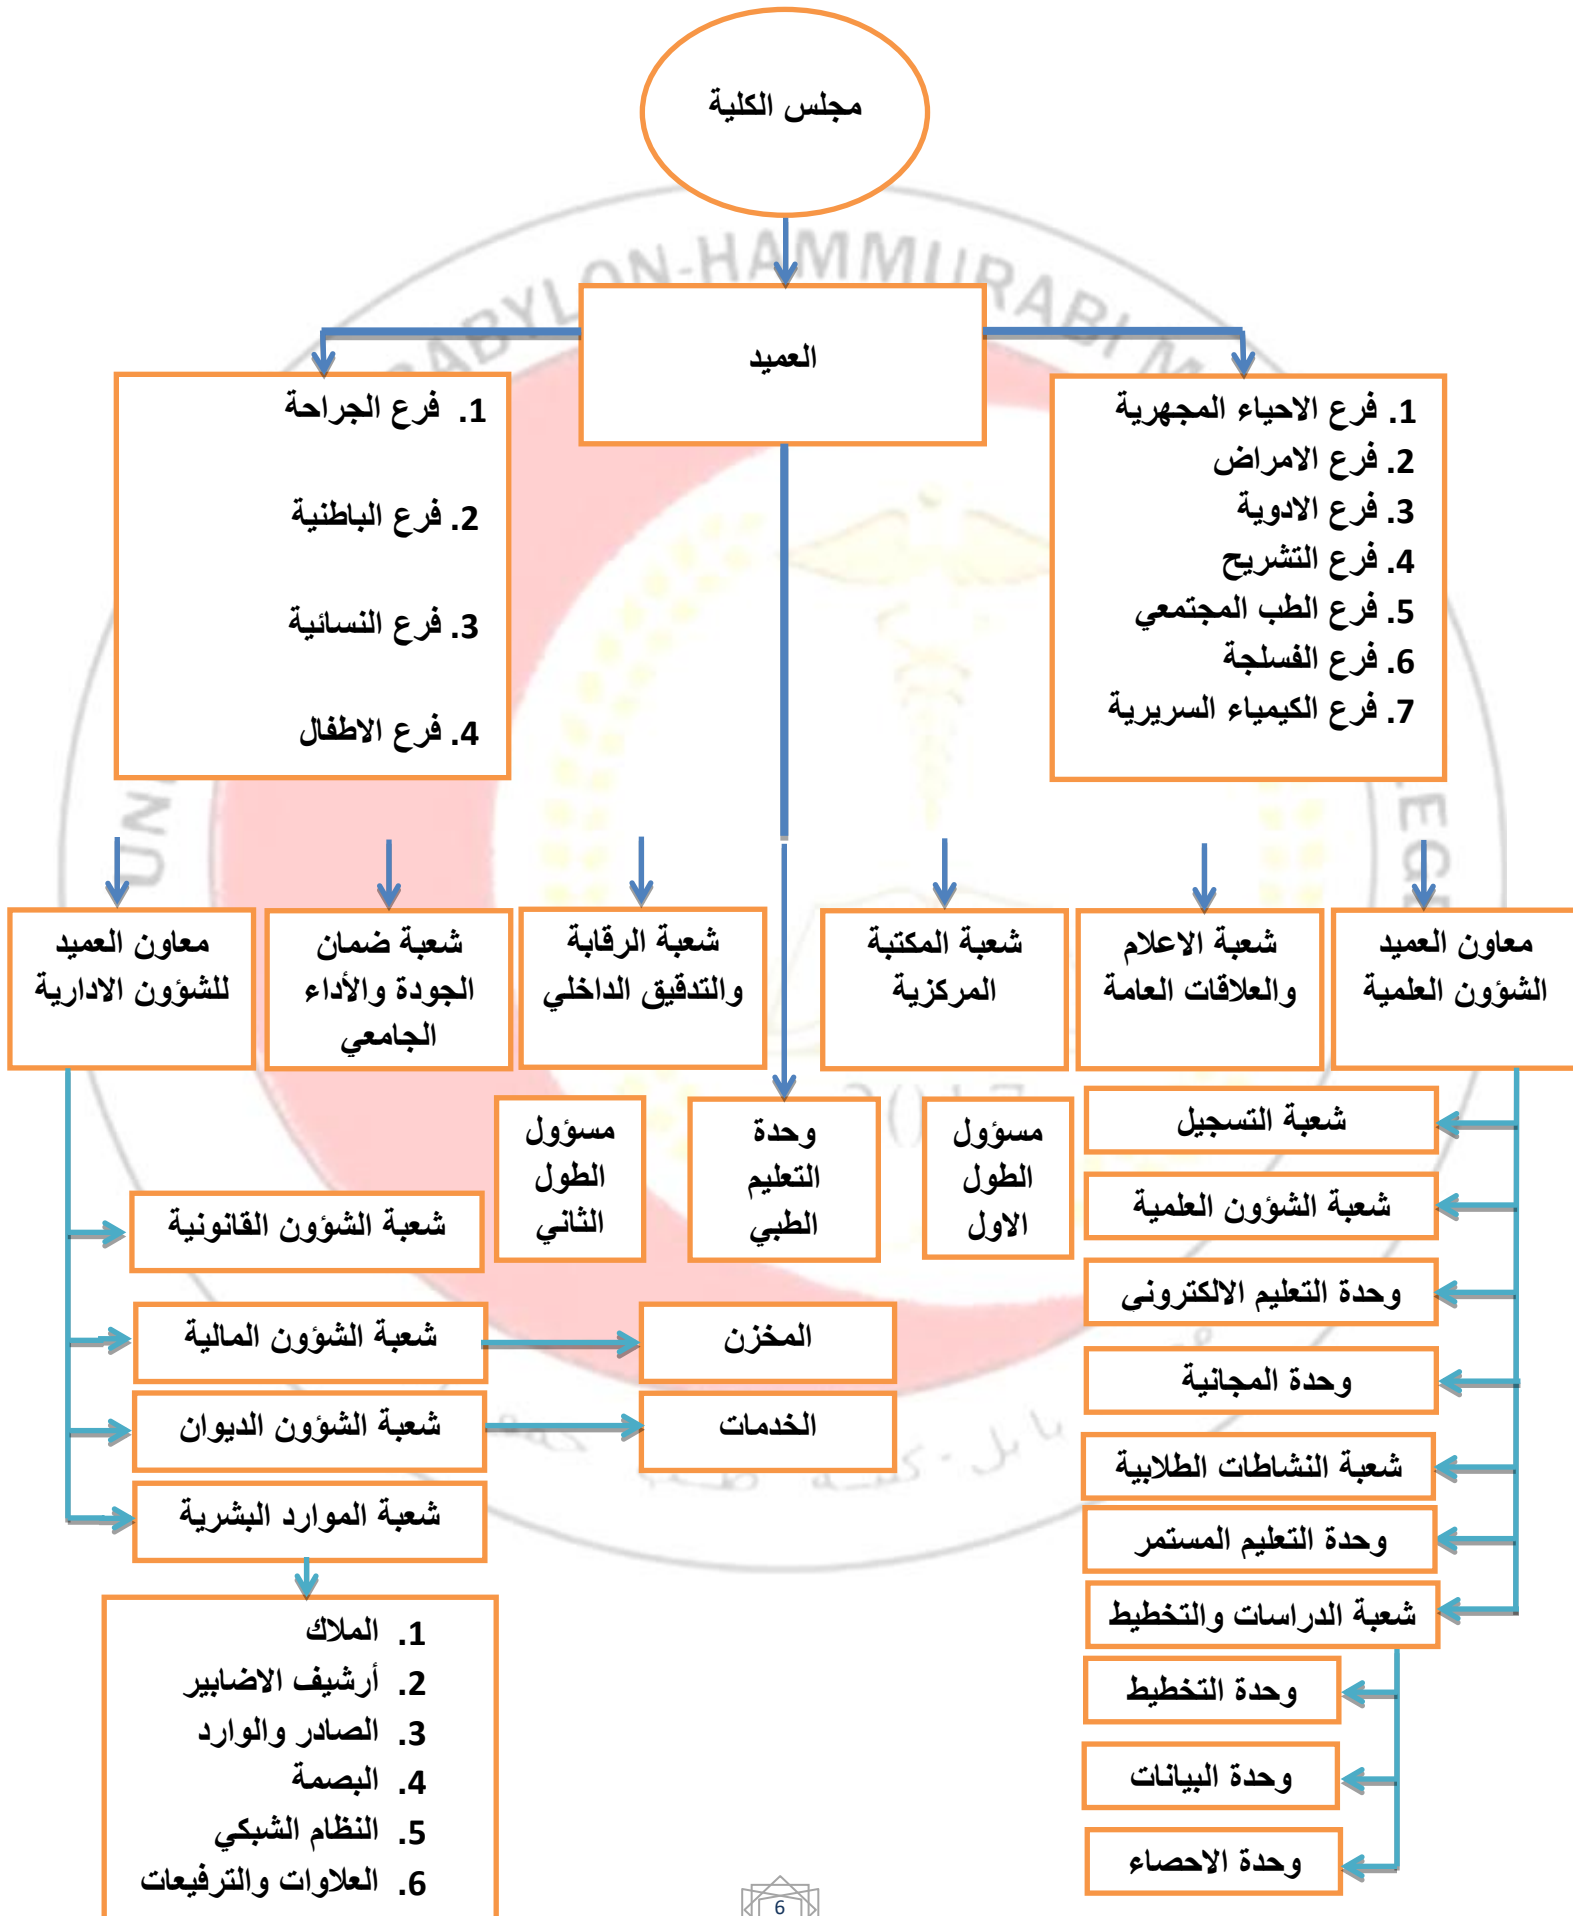 مجلس الكلية
العميد
1. فرع الاحياء المجهرية
2. فرع الامراض
3. فرع الادوية
4. فرع التشريح
5. فرع الطب المجتمعي
6. فرع الفسلجة
7. فرع الكيمياء السريرية
1. فرع الجراحة
2. فرع الباطنية
3. فرع النسائية
4. فرع الاطفال
معاون العميد
الشؤون العلمية
شعبة الاعلام
والعلاقات العامة
شعبة المكتبة
المركزية
شعبة الرقابة
والتدقيق الداخلي
شعبة ضمان
الجودة والأداء
الجامعي
معاون العميد
للشؤون الادارية
مسؤول
الطول
الاول
وحدة
التعليم
الطبي
مسؤول
الطول
الثاني
شعبة التسجيل
شعبة الشؤون العلمية
وحدة التعليم الالكتروني
وحدة المجانية
شعبة النشاطات الطلابية
وحدة التعليم المستمر
شعبة الدراسات والتخطيط
وحدة التخطيط
وحدة البيانات
وحدة الاحصاء
شعبة الشؤون القانونية
شعبة الشؤون المالية
المخزن
شعبة الشؤون الديوان
الخدمات
شعبة الموارد البشرية
1. الملاك
2. أرشيف الاضابير
3. الصادر والوارد
4. البصمة
5. النظام الشبكي
6. العلاوات والترفيعات
6
BABYLON-HAMMURABI